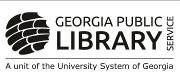 GEORGIA PUBLIC
LIBRARY
SERVICE
A unit of the University System of Georgia